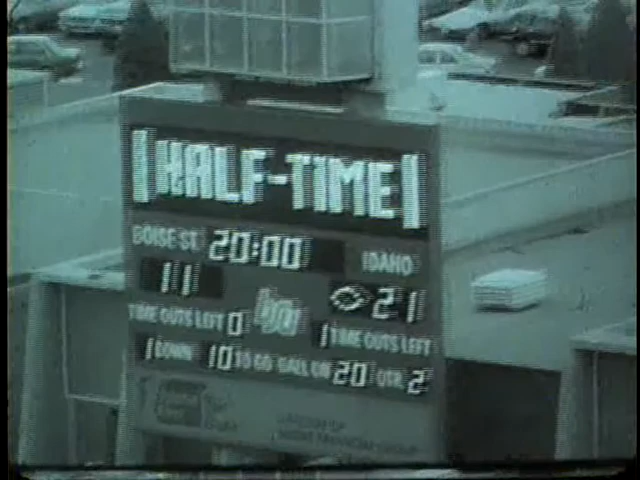 HALF-TIME
BOISE ST. 20:00 IDAHO
11 21
TIME OUTS LEFT 0 1 TIME OUTS LEFT
1 DOWN 10 TO GO BALL ON 20 QTR. 2